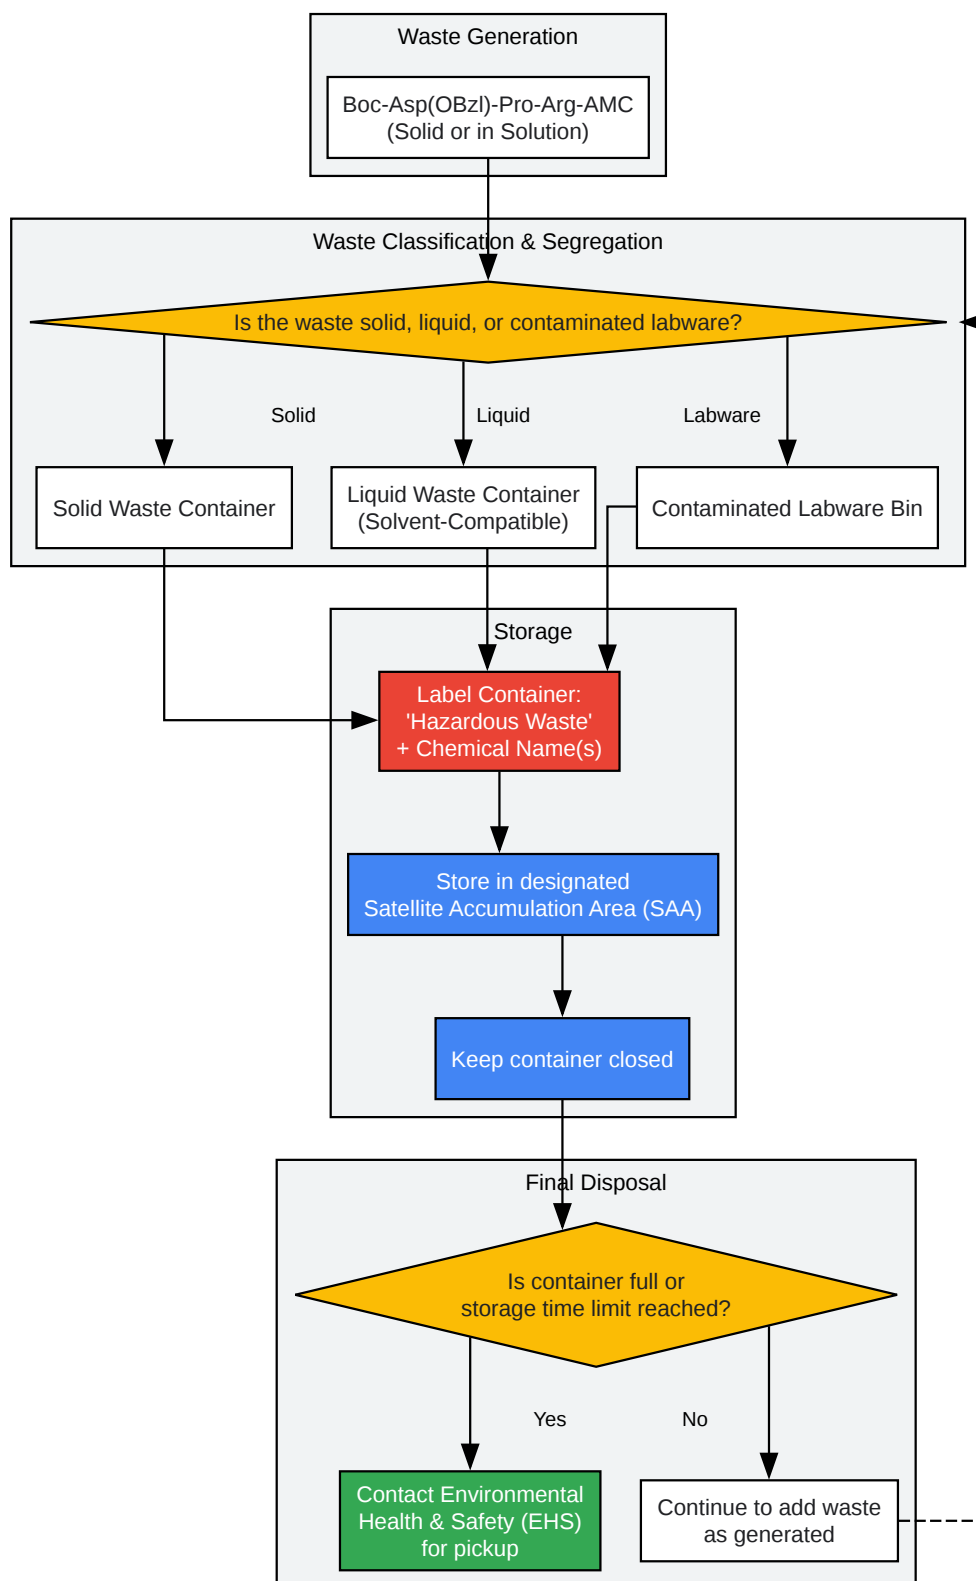 Waste Generation
Boc-Asp(OBzl)-Pro-Arg-AMC
(Solid or in Solution)
Waste Classification & Segregation
Is the waste solid, liquid, or contaminated labware?
Solid
Liquid
Labware
Solid Waste Container
Liquid Waste Container
(Solvent-Compatible)
Contaminated Labware Bin
Storage
Label Container:
'Hazardous Waste'
+ Chemical Name(s)
Store in designated
Satellite Accumulation Area (SAA)
Keep container closed
Final Disposal
Is container full or
storage time limit reached?
Yes
No
Contact Environmental
Health & Safety (EHS)
for pickup
Continue to add waste
as generated